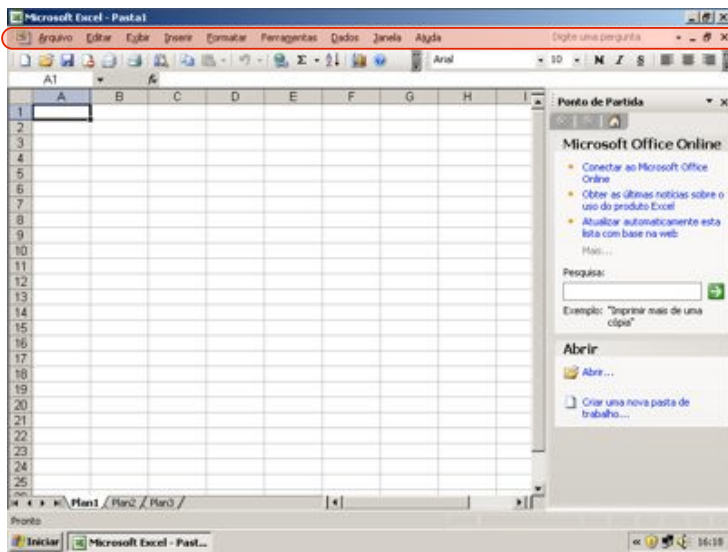 Microsoft Excel - Pasta1
Arquivo Editar Exibir Inserir Formatar Ferramentas Dados Janela Ajuda Digite uma pergunta
Arial 10 N I S
A1 fx
A B C D E F G H I
1
2
3
4
5
6
7
8
9
10
11
12
13
14
15
16
17
18
19
20
21
22
23
24
25
Ponto de Partida
Microsoft Office Online
Conectar ao Microsoft Office
Online
Obter as últimas notícias sobre o
uso do produto Excel
Atualizar automaticamente esta
lista com base na web
Mais...
Pesquisa:
Exemplo: "Imprimir mais de uma
cópia"
Abrir
Abrir...
Criar uma nova pasta de
trabalho...
Plan1 Plan2 Plan3
Pronto
Iniciar Microsoft Excel - Past... 16:18